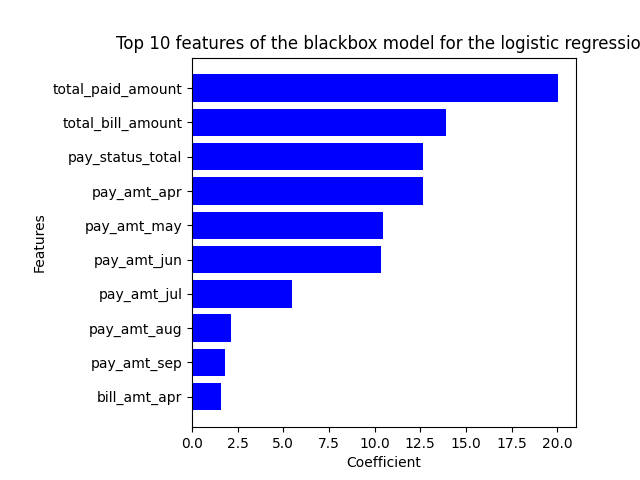 Top 10 features of the blackbox model for the logistic regressio
total_paid_amount
total_bill_amount
pay_status_total
pay_amt_apr
pay_amt_may
pay_amt_jun
pay_amt_jul
pay_amt_aug
pay_amt_sep
bill_amt_apr
Features
0.0 2.5 5.0 7.5 10.0 12.5 15.0 17.5 20.0
Coefficient